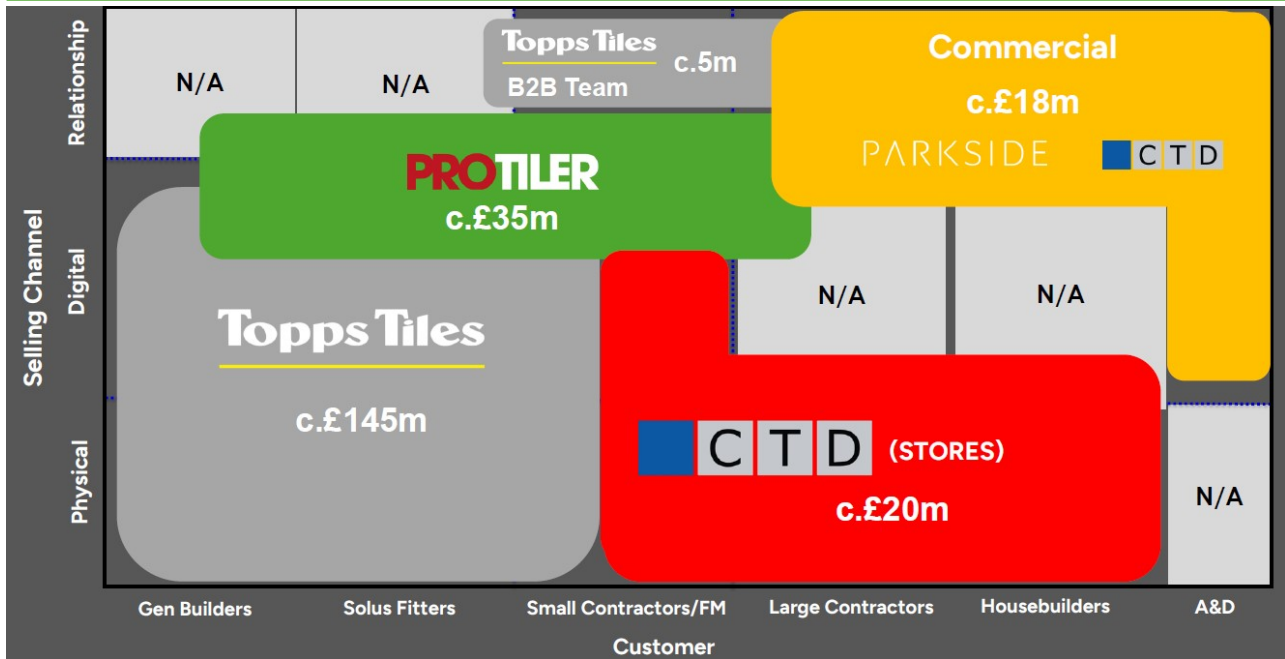 Selling Channel
Relationship
Digital
Physical
N/A
N/A
Topps Tiles
B2B Team
c.5m
Commercial
c.£18m
PARKSIDE
CTD
PROTILER
c.£35m
Topps Tiles
c.£145m
N/A
N/A
CTD (STORES)
c.£20m
N/A
Gen Builders
Solus Fitters
Small Contractors/FM
Large Contractors
Housebuilders
A&D
Customer